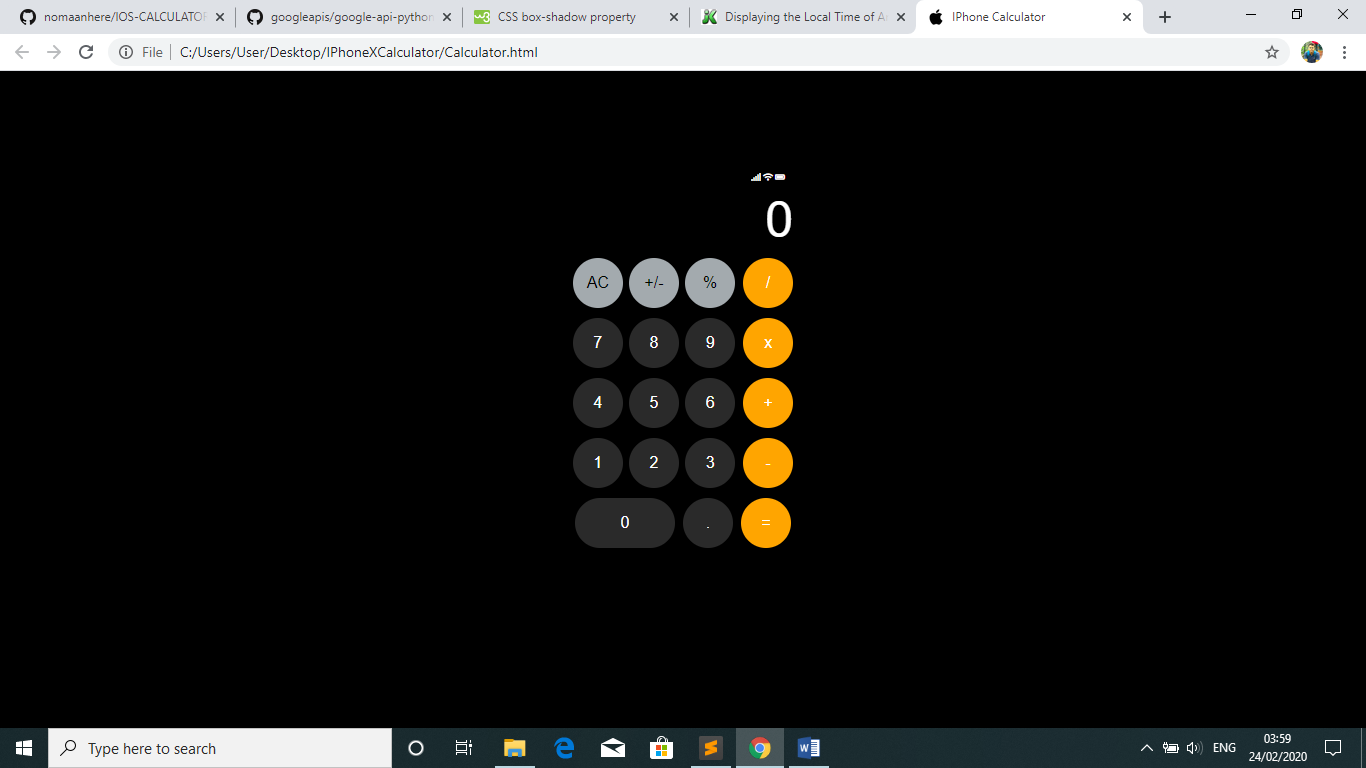 nomaanhere/IOS-CALCULATOR
googleapis/google-api-python
CSS box-shadow property
Displaying the Local Time of A
IPhone Calculator
File
C:/Users/User/Desktop/IPhoneXCalculator/Calculator.html
0
AC +/- % /
7 8 9 x
4 5 6 +
1 2 3 -
0 . =
Type here to search
ENG
03:59
24/02/2020